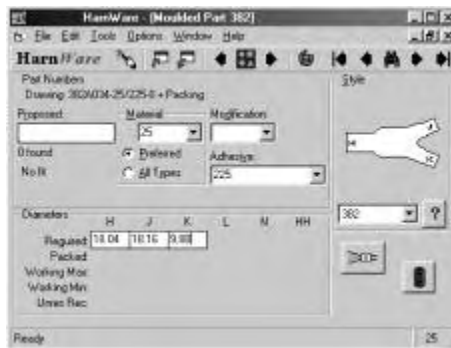 HarnWare - (Moulded Part 382)
File Edit Tools Options Window Help
HarnWare
Part Numbers
Drawing 382A034-25/225-0 + Packing
Proposed Material Modification
25
0 found Preferred Adhesive
No fit All Types 225
Style
J
H
K
382 ?
Diameters
H J K L M HH
Required 18.04 18.16 9.88
Packed
Working Max
Working Min
Unres Rec
Ready 25